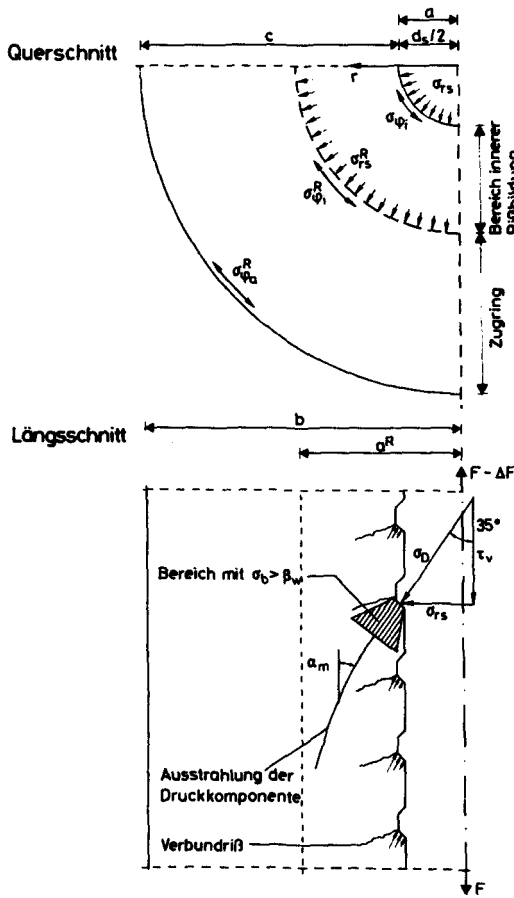 a
c
d_s/2
Querschnitt
r
σ_rs
σ_φi
σ^R_rs
σ^R_φi
Bereich innerer
Rißbildung
σ^R_φa
Zugring
b
Längsschnitt
a^R
F - ΔF
35°
σ_D
τ_v
Bereich mit σ_b > β_w
σ_rs
α_m
Ausstrahlung der
Druckkomponente
Verbundriß
F